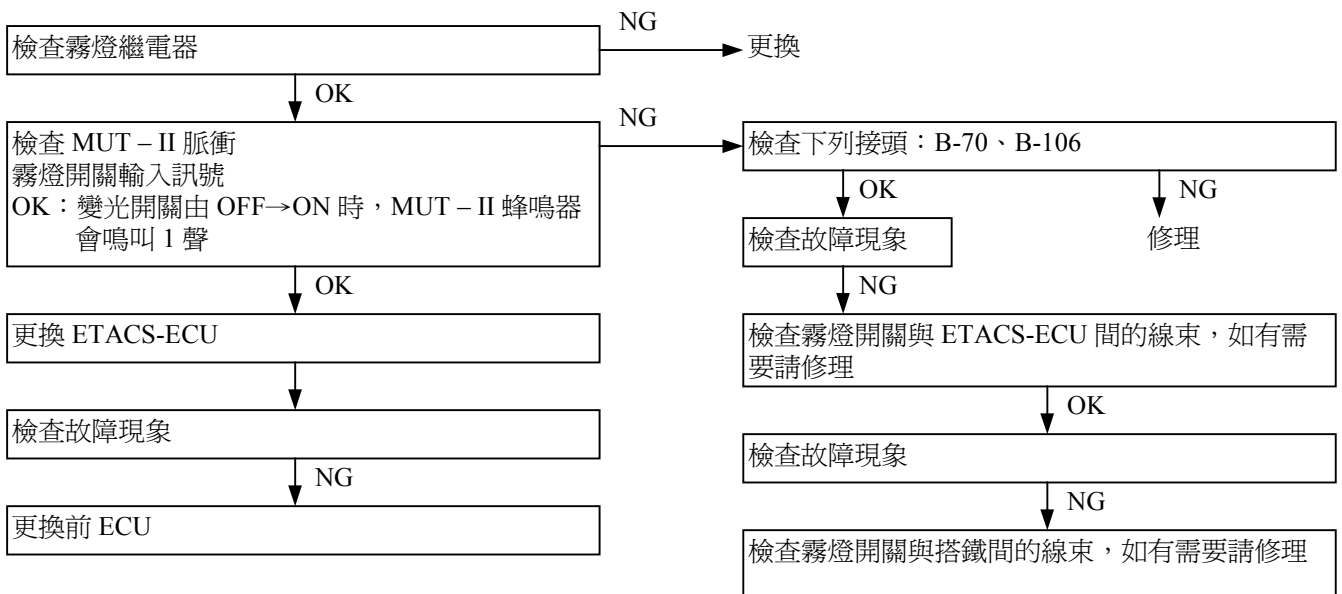 檢查霧燈繼電器
NG
更換
OK
檢查 MUT – II 脈衝
霧燈開關輸入訊號
OK：變光開關由 OFF→ON 時，MUT – II 蜂鳴器
會鳴叫 1 聲
NG
檢查下列接頭：B-70、B-106
OK
NG
檢查故障現象
修理
OK
NG
更換 ETACS-ECU
檢查霧燈開關與 ETACS-ECU 間的線束，如有需
要請修理
OK
檢查故障現象
檢查故障現象
NG
NG
更換前 ECU
檢查霧燈開關與搭鐵間的線束，如有需要請修理